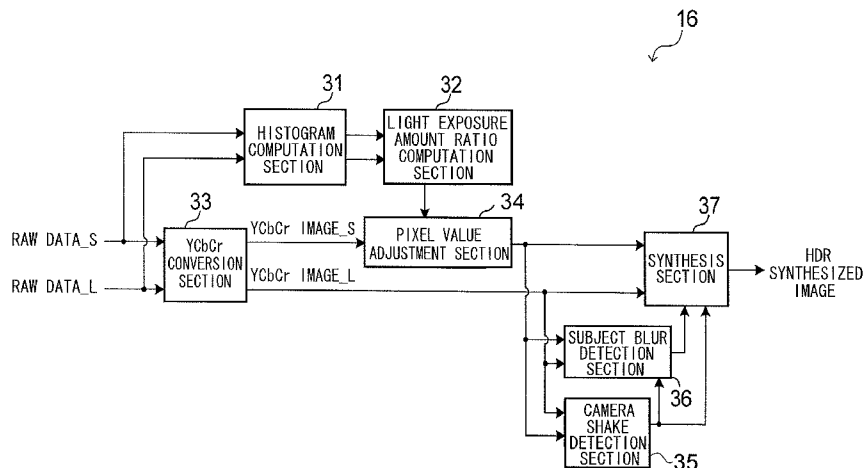 16
31
HISTOGRAM
COMPUTATION
SECTION
32
LIGHT EXPOSURE
AMOUNT RATIO
COMPUTATION
SECTION
33
RAW DATA_S
RAW DATA_L
YCbCr
CONVERSION
SECTION
YCbCr IMAGE_S
YCbCr IMAGE_L
34
PIXEL VALUE
ADJUSTMENT SECTION
37
SYNTHESIS
SECTION
HDR
SYNTHESIZED
IMAGE
SUBJECT BLUR
DETECTION
SECTION
36
CAMERA
SHAKE
DETECTION
SECTION
35